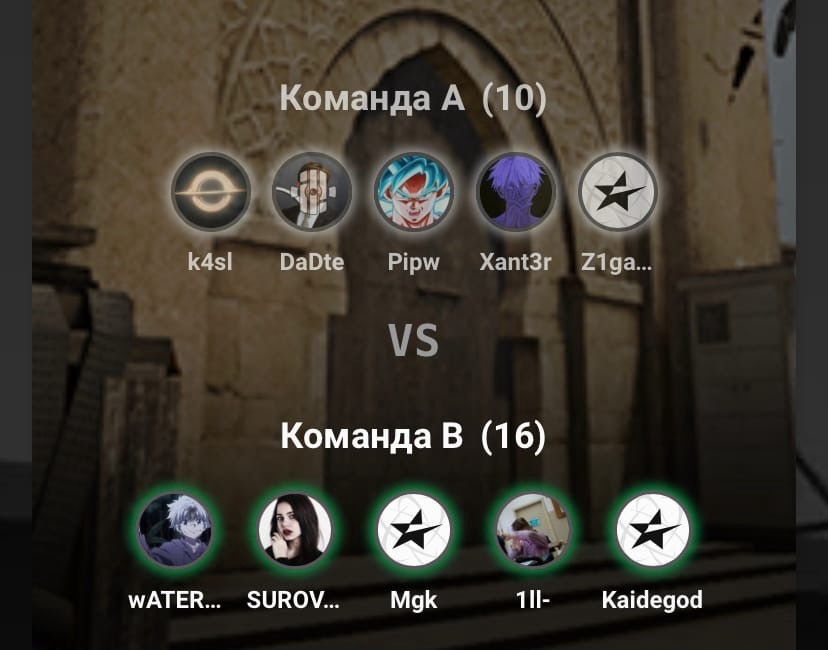 Команда A (10)
k4sl DaDte Pipw Xant3r Z1ga...
VS
Команда B (16)
wATER... SUROV... Mgk 1ll- Kaidegod